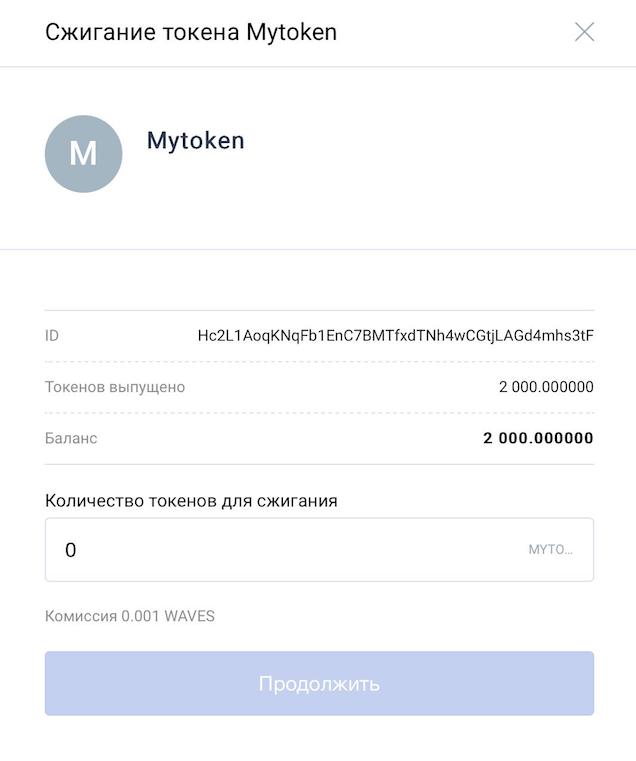 Сжигание токена Mytoken
M
Mytoken
ID Hc2L1AoqKNqFb1EnC7BMTfxdTNh4wCGtjLAGd4mhs3tF
Токенов выпущено 2 000.000000
Баланс 2 000.000000
Количество токенов для сжигания
0 MYTO...
Комиссия 0.001 WAVES
Продолжить